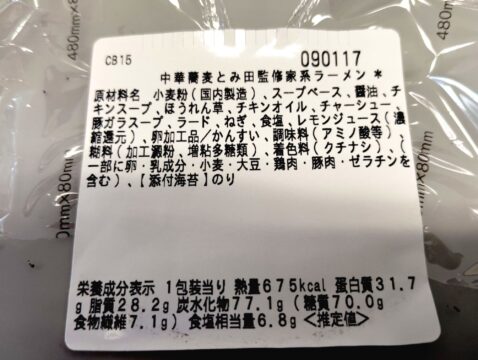 CB15 090117
中華蕎麦とみ田監修家系ラーメン *
原材料名 小麦粉(国内製造)、スープベース、醤油、チ
キンスープ、ほうれん草、チキンオイル、チャーシュー、
豚ガラスープ、ラード、ねぎ、食塩、レモンジュース(濃
縮還元)、卵加工品/かんすい、調味料(アミノ酸等)、
糊料(加工澱粉、増粘多糖類)、着色料(クチナシ)、(
一部に卵・乳成分・小麦・大豆・鶏肉・豚肉・ゼラチンを
含む)、【添付海苔】のり
栄養成分表示 1包装当り 熱量675kcal 蛋白質31.7
g 脂質28.2g 炭水化物77.1g(糖質70.0g
食物繊維7.1g) 食塩相当量6.8g <推定値>
480mm×80
480mm
0mm×80mm
0mm×80m